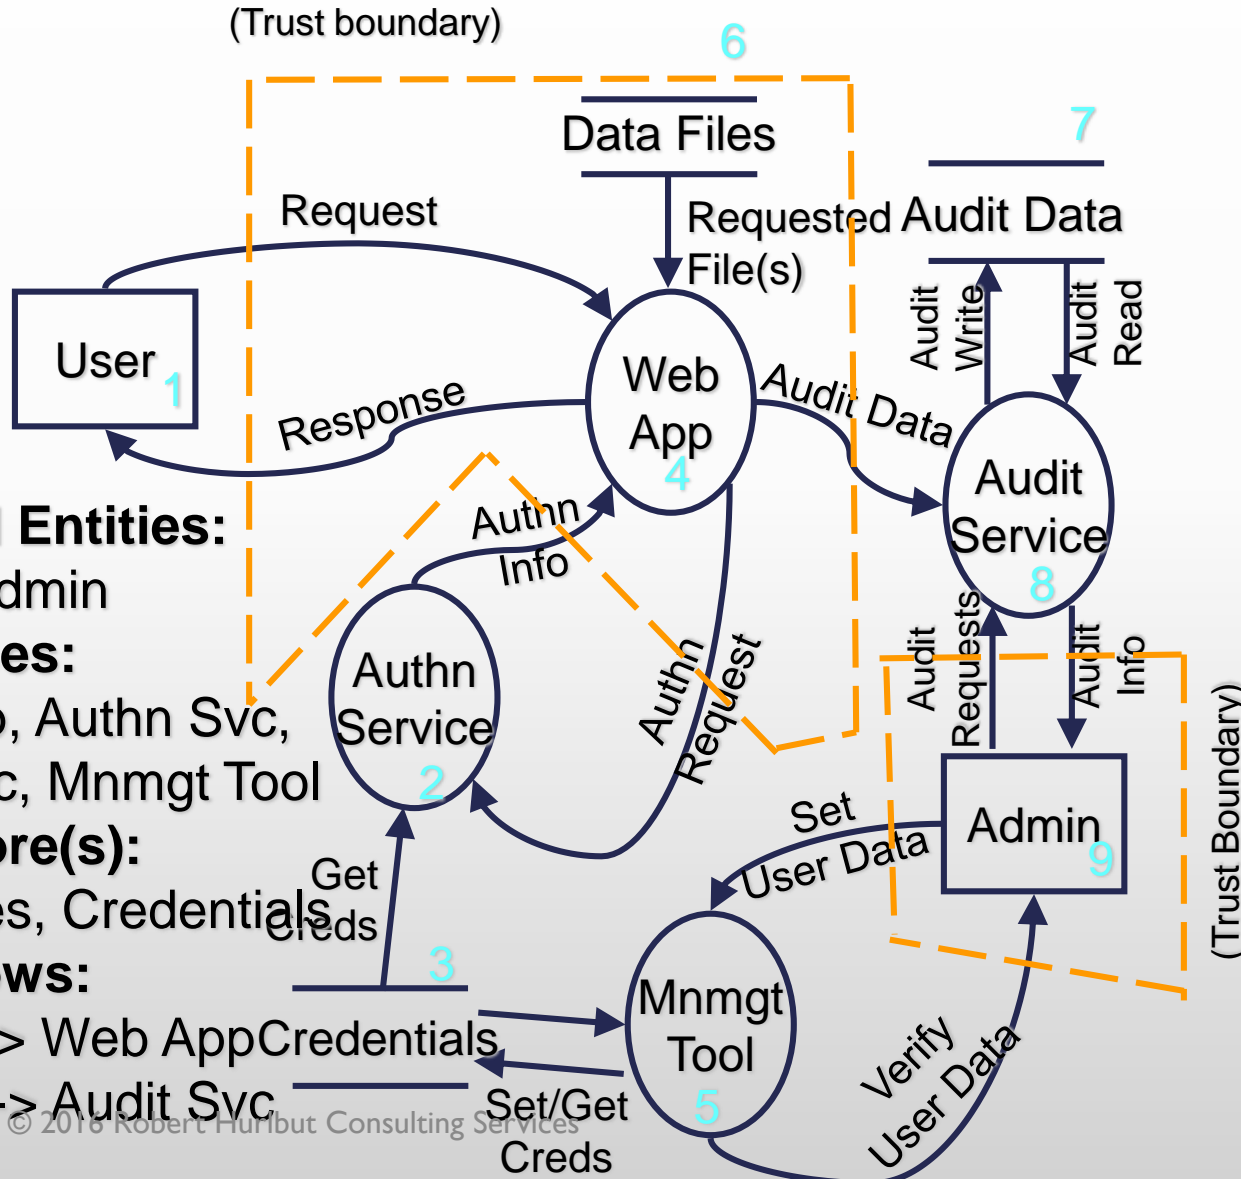 (Trust boundary)
6
Data Files
7
Request
Requested
File(s)
Audit Data
Audit
Write
Audit
Read
User
1
Web
App
4
Response
Audit Data
Audit
Service
8
Authn
Info
Entities:
dmin
es:
, Authn Svc,
c, Mnmgt Tool
ore(s):
es, Credentials
ows:
> Web App
-> Audit Svc
Authn
Service
2
Authn
Request
Audit
Requests
Audit
Info
(Trust Boundary)
Admin
9
Set
User Data
Get
Creds
3
Credentials
Mnmgt
Tool
5
Set/Get
Creds
Verify
User Data
© 2016 Robert Hurlbut Consulting Services